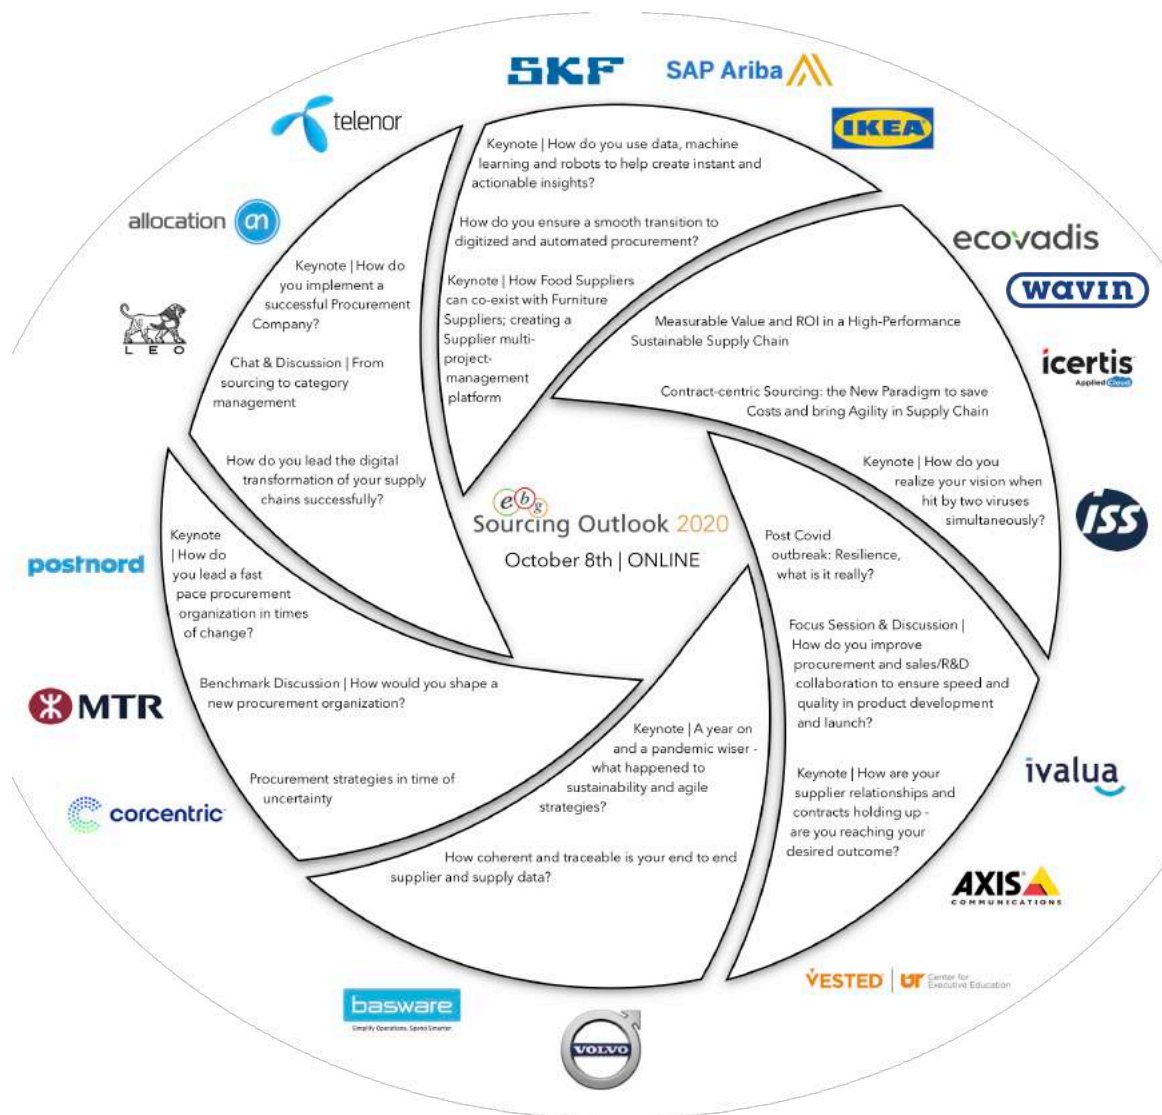 SKF
SAP Ariba
IKEA
telenor
allocation an
LEO
ecovadis
wavin
icertis
Applied Cloud
ISS
ivalua
AXIS
COMMUNICATIONS
VESTED | UT Center for
Executive Education
VOLVO
basware
Simplify Operations. Spend Smarter.
corcentric
MTR
postnord
Keynote | How do you use data, machine
learning and robots to help create instant and
actionable insights?
How do you ensure a smooth transition to
digitized and automated procurement?
Keynote | How Food Suppliers
can co-exist with Furniture
Suppliers; creating a
Supplier multi-
project-
management
platform
Measurable Value and ROI in a High-Performance
Sustainable Supply Chain
Contract-centric Sourcing: the New Paradigm to save
Costs and bring Agility in Supply Chain
Keynote | How do you
realize your vision when
hit by two viruses
simultaneously?
Post Covid
outbreak: Resilience,
what is it really?
Focus Session & Discussion |
How do you improve
procurement and sales/R&D
collaboration to ensure speed and
quality in product development
and launch?
Keynote | How are your
supplier relationships and
contracts holding up -
are you reaching your
desired outcome?
Keynote | A year on
and a pandemic wiser -
what happened to
sustainability and agile
strategies?
How coherent and traceable is your end to end
supplier and supply data?
Keynote
| How do
you lead a fast
pace procurement
organization in times
of change?
Benchmark Discussion | How would you shape a
new procurement organization?
Procurement strategies in time of
uncertainty
Keynote | How do
you implement a
successful Procurement
Company?
Chat & Discussion | From
sourcing to category
management
How do you lead the digital
transformation of your supply
chains successfully?
ebg
Sourcing Outlook 2020
October 8th | ONLINE